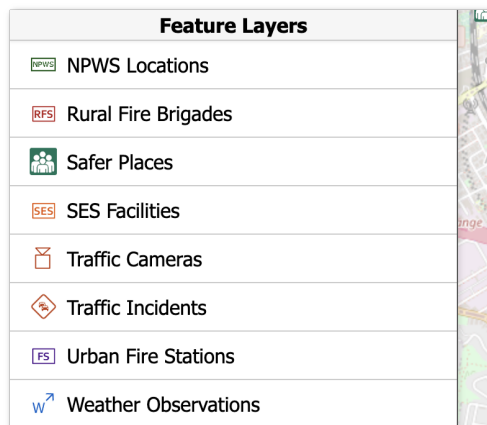 Feature Layers
NPWS NPWS Locations
RFS Rural Fire Brigades
Safer Places
SES SES Facilities
Traffic Cameras
Traffic Incidents
FS Urban Fire Stations
W Weather Observations